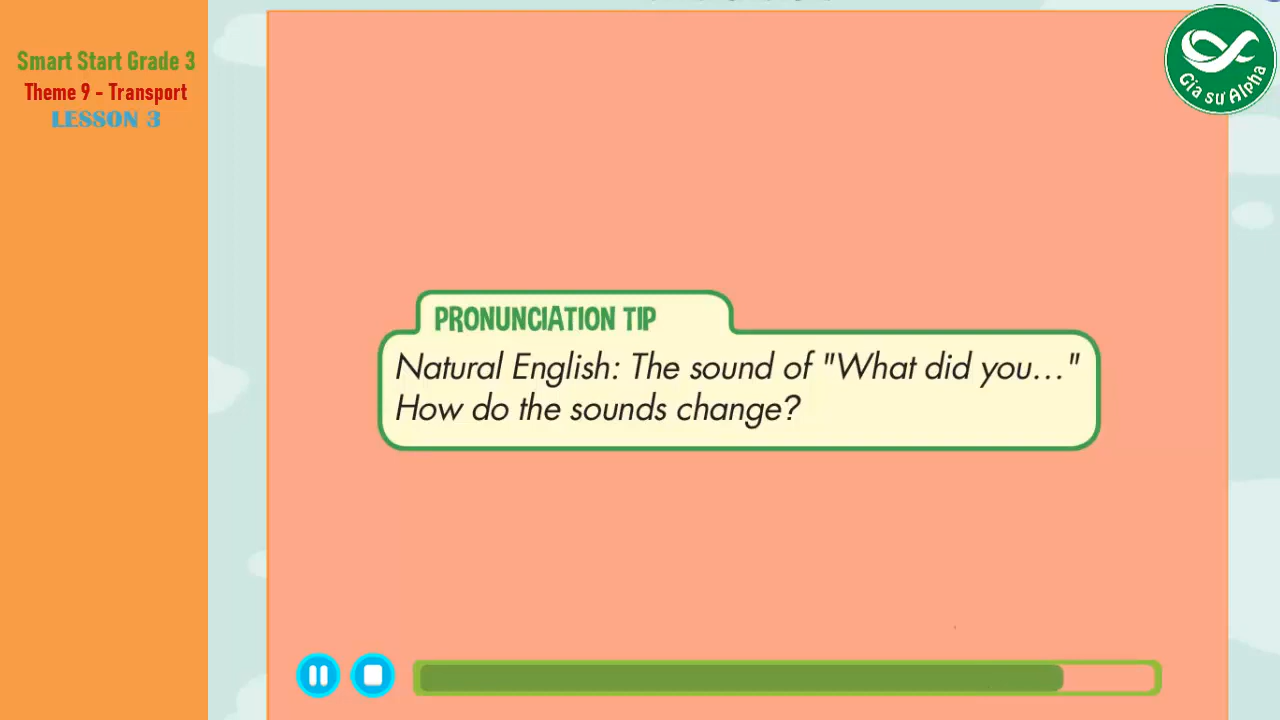 Smart Start Grade 3
Theme 9 - Transport
LESSON 3
Gia sư Alpha
PRONUNCIATION TIP
Natural English: The sound of "What did you..."
How do the sounds change?